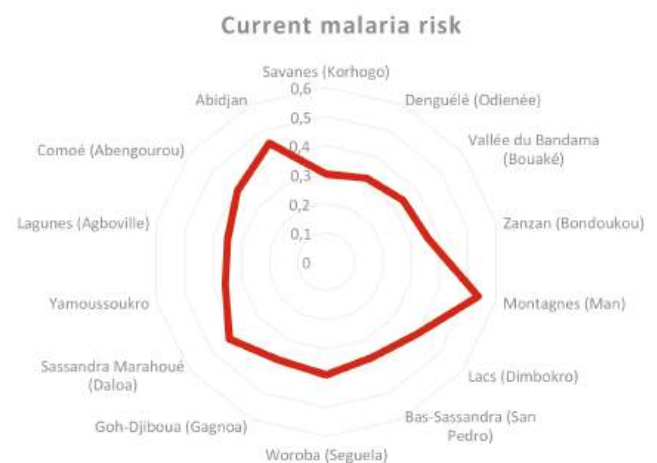 Current malaria risk
Savanes (Korhogo)
Denguélé (Odienée)
Vallée du Bandama
(Bouaké)
Zanzan (Bondoukou)
Montagnes (Man)
Lacs (Dimbokro)
Bas-Sassandra (San
Pedro)
Woroba (Seguela)
Goh-Djiboua (Gagnoa)
Sassandra Marahoué
(Daloa)
Yamoussoukro
Lagunes (Agboville)
Comoé (Abengourou)
Abidjan
0,6
0,5
0,4
0,3
0,2
0,1
0